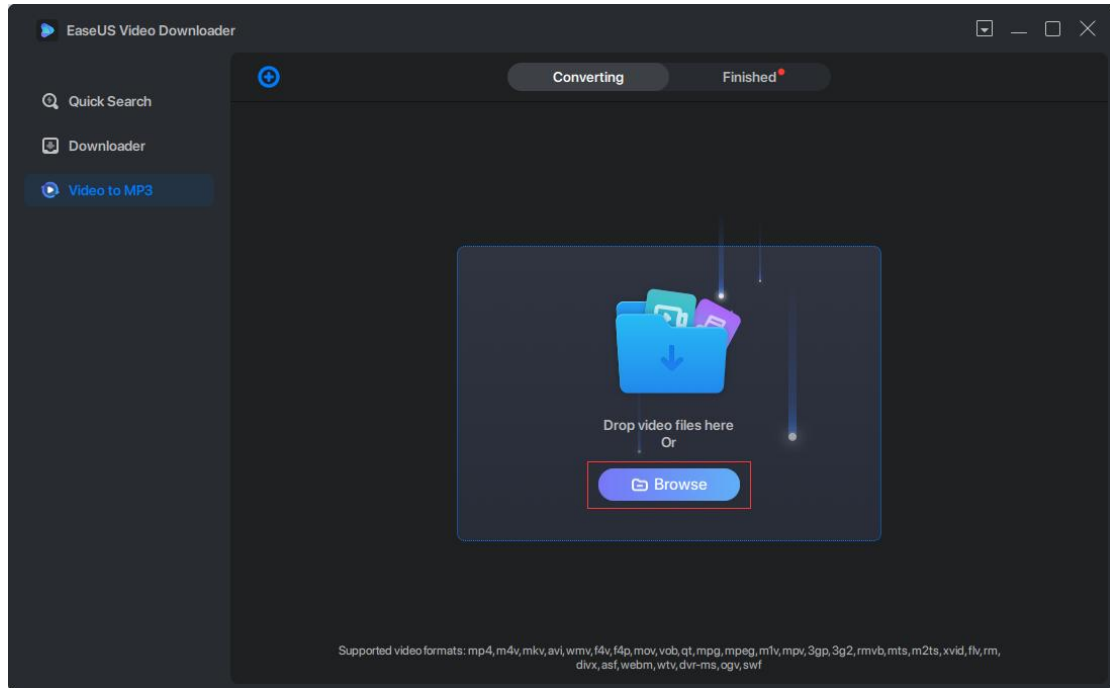 EaseUS Video Downloader
Converting
Finished
Quick Search
Downloader
Video to MP3
Drop video files here
Or
Browse
Supported video formats: mp4, m4v, mkv, avi, wmv, f4v, f4p, mov, vob, qt, mpg, mpeg, m1v, mpv, 3gp, 3g2, rmvb, mts, m2ts, xvid, flv, rm,
divx, asf, webm, wtv, dvr-ms, ogv, swf